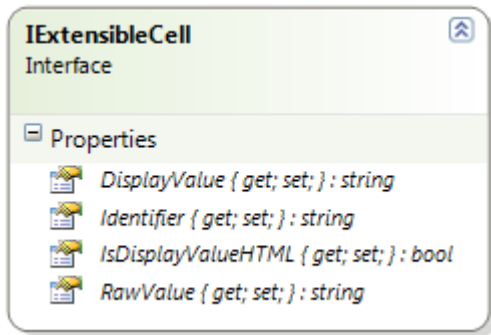 IExtensibleCell
Interface
Properties
DisplayValue { get; set; } : string
Identifier { get; set; } : string
IsDisplayValueHTML { get; set; } : bool
RawValue { get; set; } : string